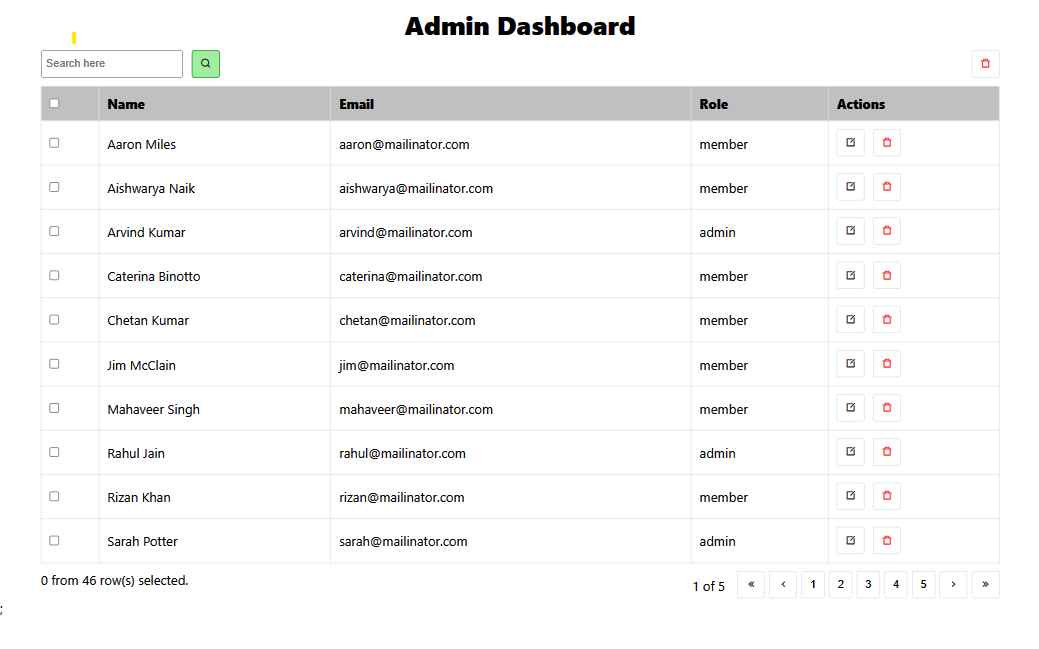 Admin Dashboard
Search here
Name Email Role Actions
Aaron Miles aaron@mailinator.com member
Aishwarya Naik aishwarya@mailinator.com member
Arvind Kumar arvind@mailinator.com admin
Caterina Binotto caterina@mailinator.com member
Chetan Kumar chetan@mailinator.com member
Jim McClain jim@mailinator.com member
Mahaveer Singh mahaveer@mailinator.com member
Rahul Jain rahul@mailinator.com admin
Rizan Khan rizan@mailinator.com member
Sarah Potter sarah@mailinator.com admin
0 from 46 row(s) selected. 1 of 5 « ‹ 1 2 3 4 5 › »
;